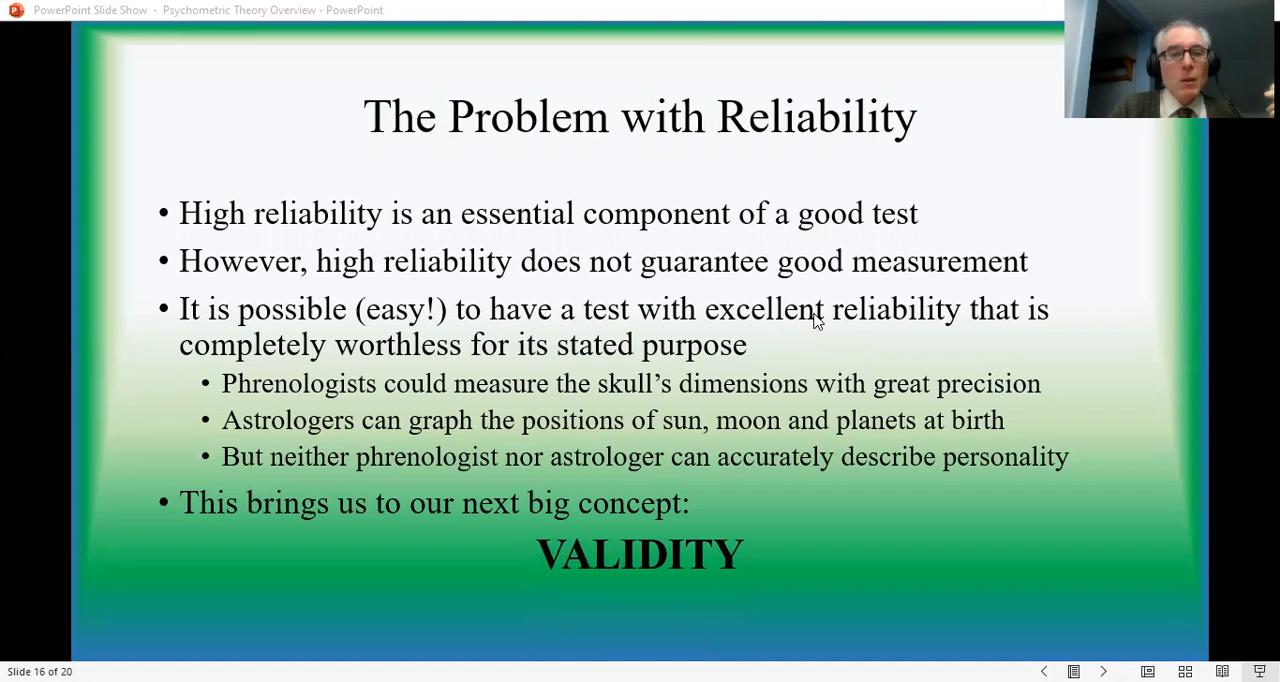 PowerPoint Slide Show - Psychometric Theory Overview - PowerPoint
The Problem with Reliability
• High reliability is an essential component of a good test
• However, high reliability does not guarantee good measurement
• It is possible (easy!) to have a test with excellent reliability that is
completely worthless for its stated purpose
• Phrenologists could measure the skull’s dimensions with great precision
• Astrologers can graph the positions of sun, moon and planets at birth
• But neither phrenologist nor astrologer can accurately describe personality
• This brings us to our next big concept:
VALIDITY
Slide 16 of 20